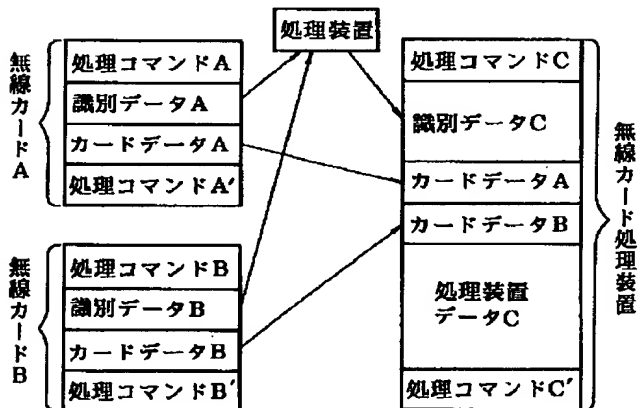 処理装置
無線カードA
処理コマンドA
識別データA
カードデータA
処理コマンドA′
無線カードB
処理コマンドB
識別データB
カードデータB
処理コマンドB′
処理コマンドC
識別データC
カードデータA
カードデータB
処理装置
データC
処理コマンドC′
無線カード処理装置